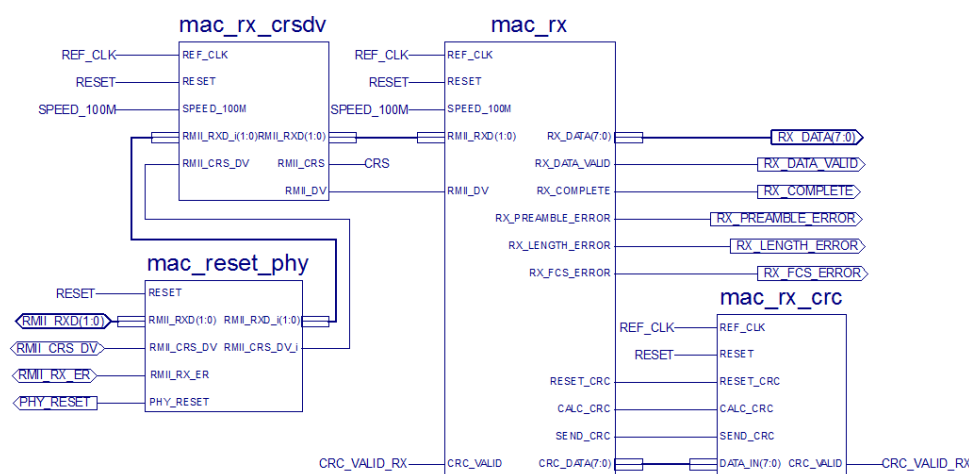 mac_rx_crsdv
mac_rx
REF_CLK
REF_CLK
REF_CLK
REF_CLK
RESET
RESET
RESET
RESET
SPEED_100M
SPEED_100M
SPEED_100M
SPEED_100M
RMII_RXD_i(1:0)
RMII_RXD(1:0)
RMII_RXD(1:0)
RX_DATA(7:0)
RX_DATA(7:0)
RMII_CRS_DV
RMII_CRS
CRS
RX_DATA_VALID
RX_DATA_VALID
RMII_DV
RMII_DV
RX_COMPLETE
RX_COMPLETE
RX_PREAMBLE_ERROR
RX_PREAMBLE_ERROR
RX_LENGTH_ERROR
RX_LENGTH_ERROR
mac_reset_phy
RX_FCS_ERROR
RX_FCS_ERROR
RESET
RESET
mac_rx_crc
RMII_RXD(1:0)
RMII_RXD(1:0)
RMII_RXD_i(1:0)
REF_CLK
REF_CLK
RMII_CRS_DV
RMII_CRS_DV
RMII_CRS_DV_i
RESET
RESET
RMII_RX_ER
RMII_RX_ER
RESET_CRC
RESET_CRC
PHY_RESET
PHY_RESET
CALC_CRC
CALC_CRC
SEND_CRC
SEND_CRC
CRC_VALID_RX
CRC_VALID
CRC_DATA(7:0)
DATA_IN(7:0)
CRC_VALID
CRC_VALID_RX